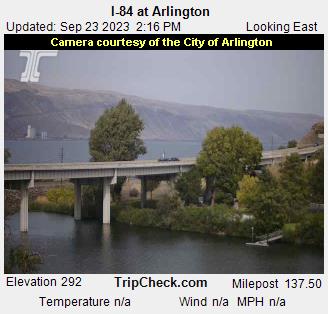 I-84 at Arlington
Updated: Sep 23 2023 2:16 PM Looking East
Camera courtesy of the City of Arlington
Elevation 292 TripCheck.com Milepost 137.50
Temperature n/a Wind n/a MPH n/a